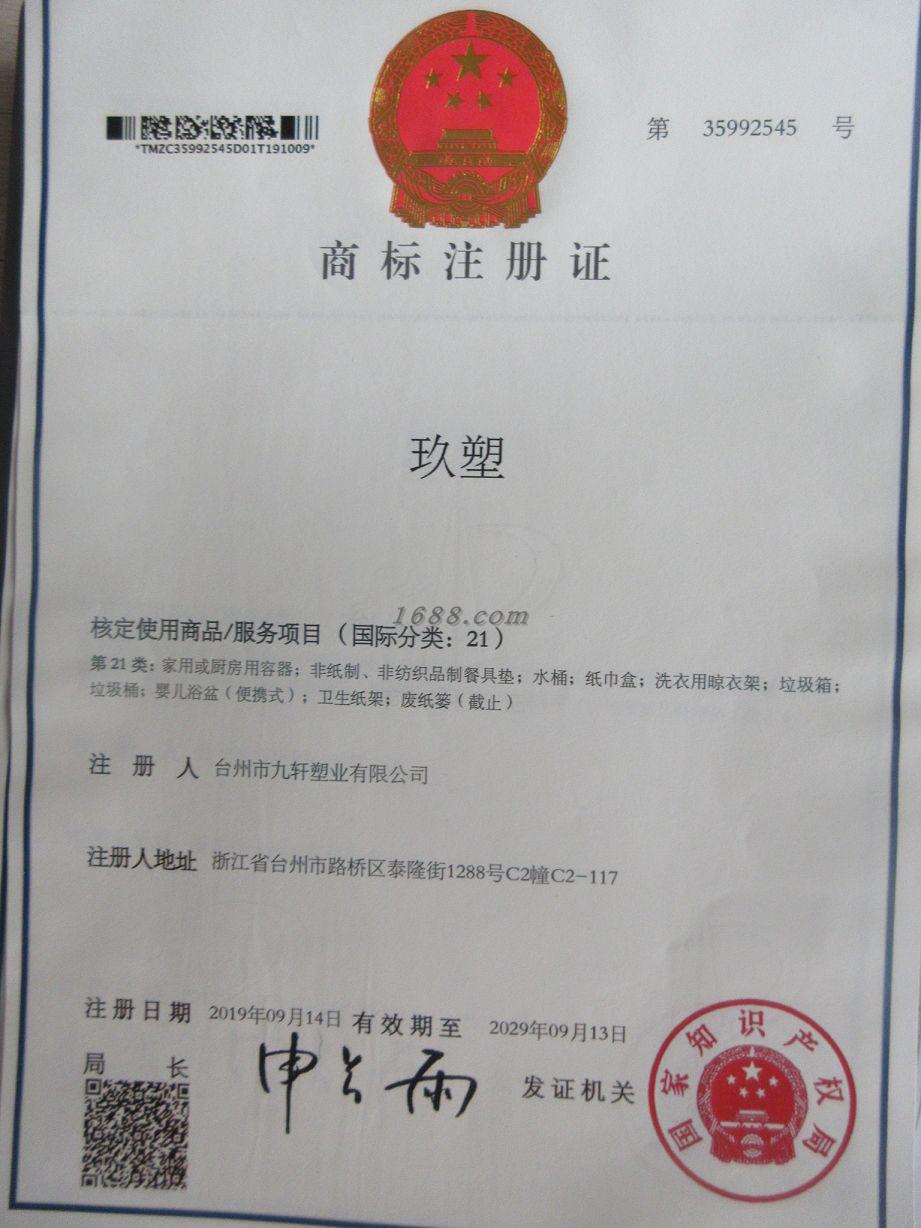 *TMZC35992545D01T191009*
第 35992545 号
商标注册证
玖塑
1688.com
核定使用商品/服务项目（国际分类：21）
第21类：家用或厨房用容器；非纸制、非纺织品制餐具垫；水桶；纸巾盒；洗衣用晾衣架；垃圾箱；
垃圾桶；婴儿浴盆（便携式）；卫生纸架；废纸篓（截止）
注册人 台州市九轩塑业有限公司
注册人地址 浙江省台州市路桥区泰隆街1288号C2幢C2-117
注册日期 2019年09月14日 有效期至 2029年09月13日
局长 申长雨 发证机关
国家知识产权局